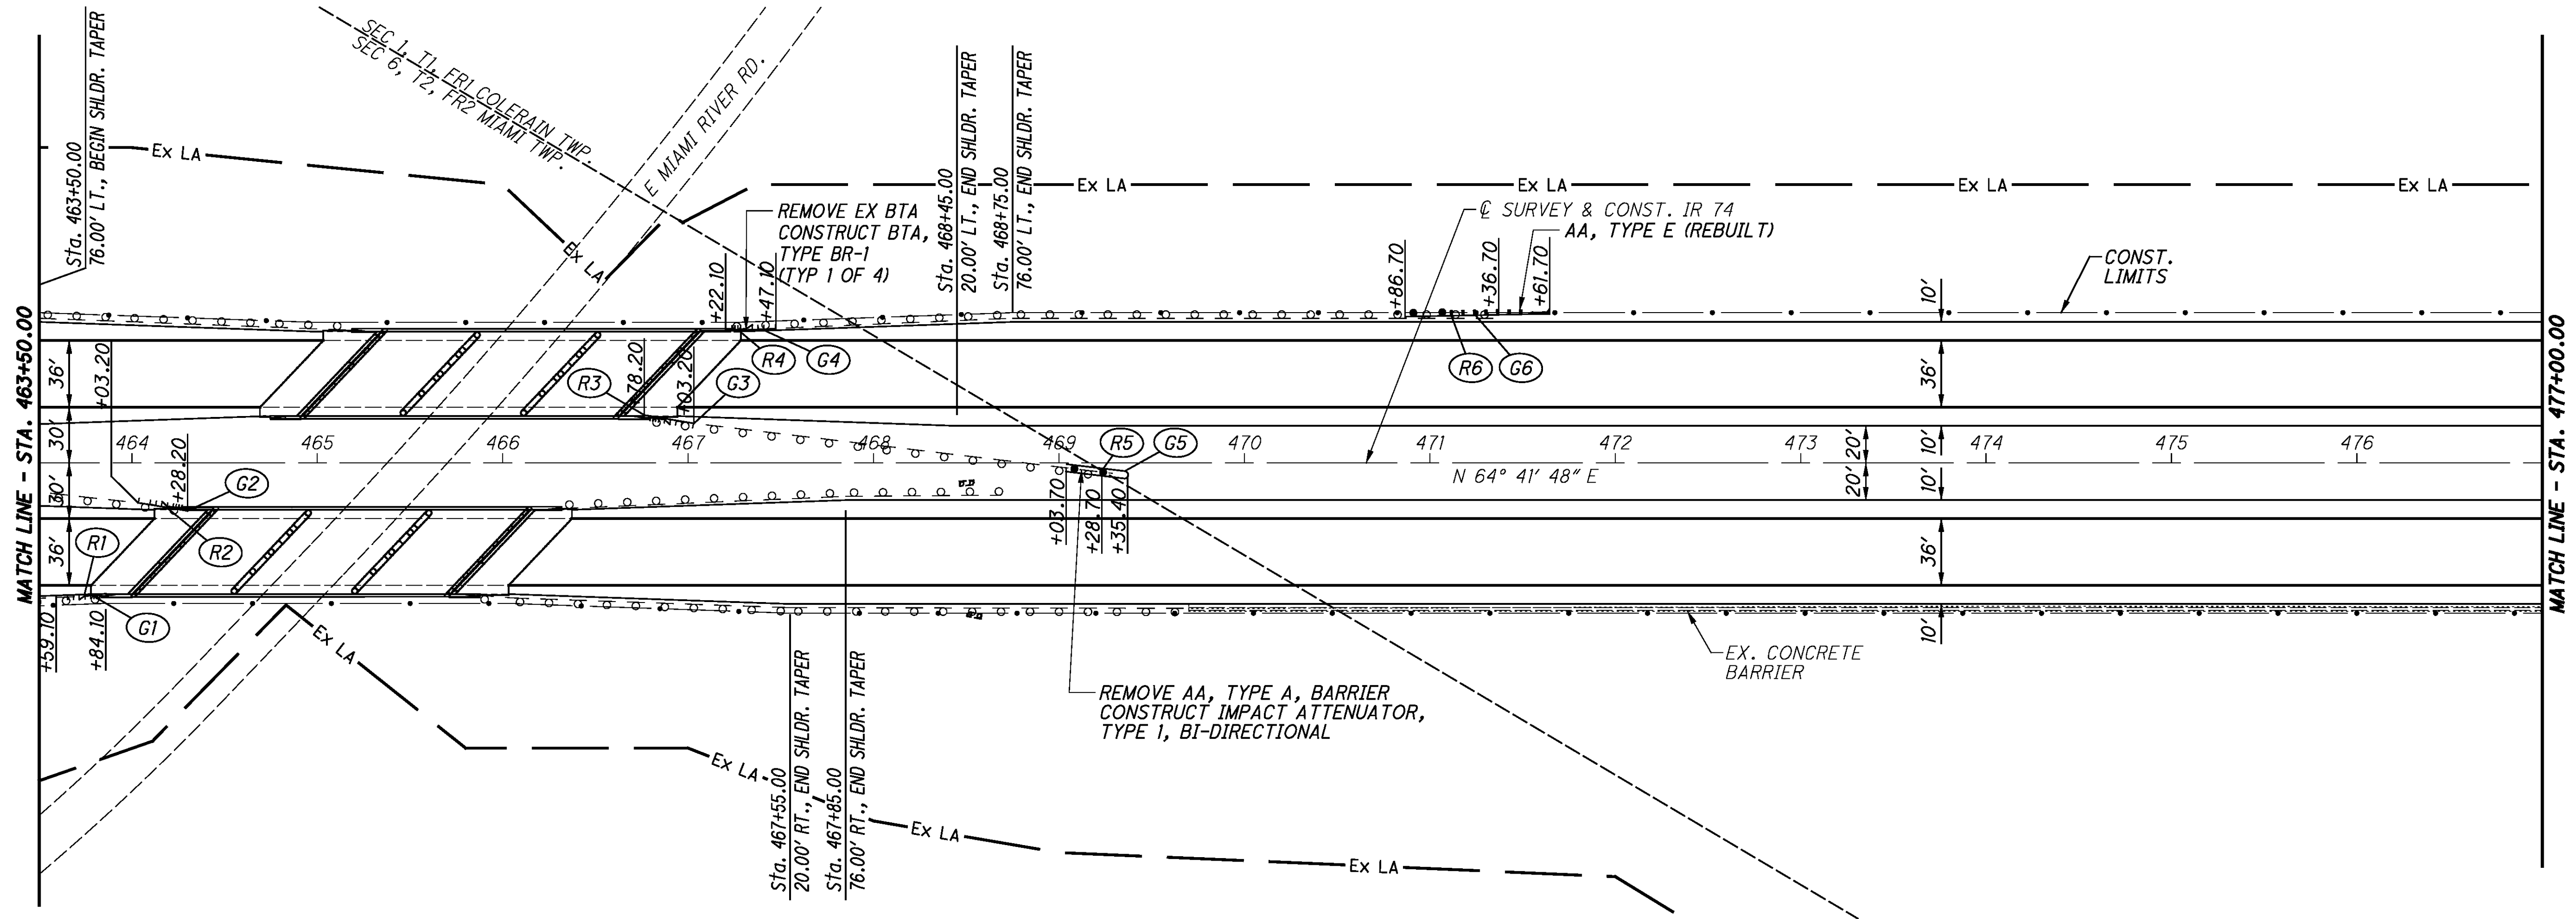 MATCH LINE - STA. 463+50.00
Sta. 463+50.00
76.00' LT., BEGIN SHLDR. TAPER
SEC 1, T1, FR1 COLERAIN TWP.
SEC 6, T2, FR2 MIAMI TWP.
E MIAMI RIVER RD.
Ex LA
Ex LA
REMOVE EX BTA
CONSTRUCT BTA,
TYPE BR-1
(TYP 1 OF 4)
+22.10
+47.10
Sta. 468+45.00
20.00' LT., END SHLDR. TAPER
Sta. 468+75.00
76.00' LT., END SHLDR. TAPER
Ex LA
Ex LA
Ex LA
Ex LA
℄ SURVEY & CONST. IR 74
AA, TYPE E (REBUILT)
+86.70
+36.70
+61.70
CONST.
LIMITS
10'
36'
10'
20'
20'
10'
36'
10'
R4
G4
R3
+78.20
+03.20
G3
R6
G6
36'
30'
30'
36'
+03.20
+28.20
464
465
466
467
468
469
470
471
472
473
474
475
476
N 64° 41' 48" E
R5
G5
+03.70
+28.70
+35.40
G2
R2
R1
G1
+59.10
+84.10
Ex LA
Ex LA
Ex LA
Ex LA
Sta. 467+55.00
20.00' RT., END SHLDR. TAPER
Sta. 467+85.00
76.00' RT., END SHLDR. TAPER
REMOVE AA, TYPE A, BARRIER
CONSTRUCT IMPACT ATTENUATOR,
TYPE 1, BI-DIRECTIONAL
EX. CONCRETE
BARRIER
MATCH LINE - STA. 477+00.00